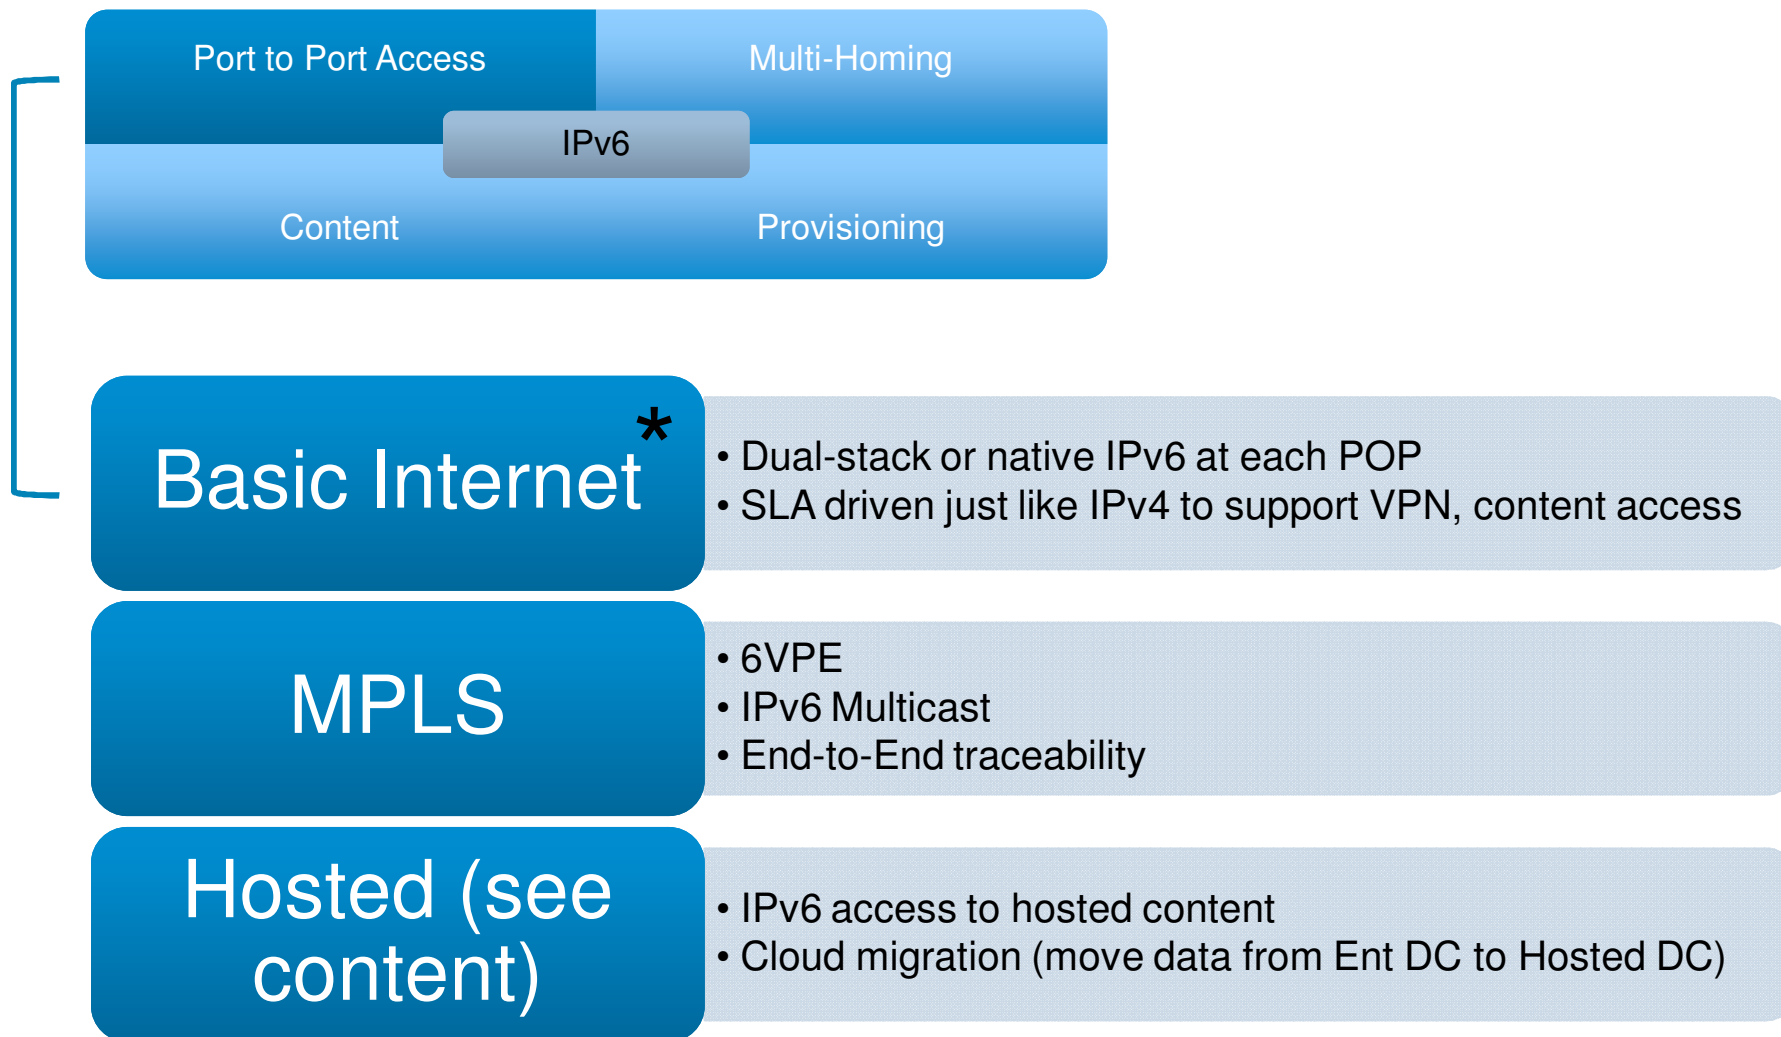 Port to Port Access
Multi-Homing
IPv6
Content
Provisioning
Basic Internet*
• Dual-stack or native IPv6 at each POP
• SLA driven just like IPv4 to support VPN, content access
MPLS
• 6VPE
• IPv6 Multicast
• End-to-End traceability
Hosted (see
content)
• IPv6 access to hosted content
• Cloud migration (move data from Ent DC to Hosted DC)